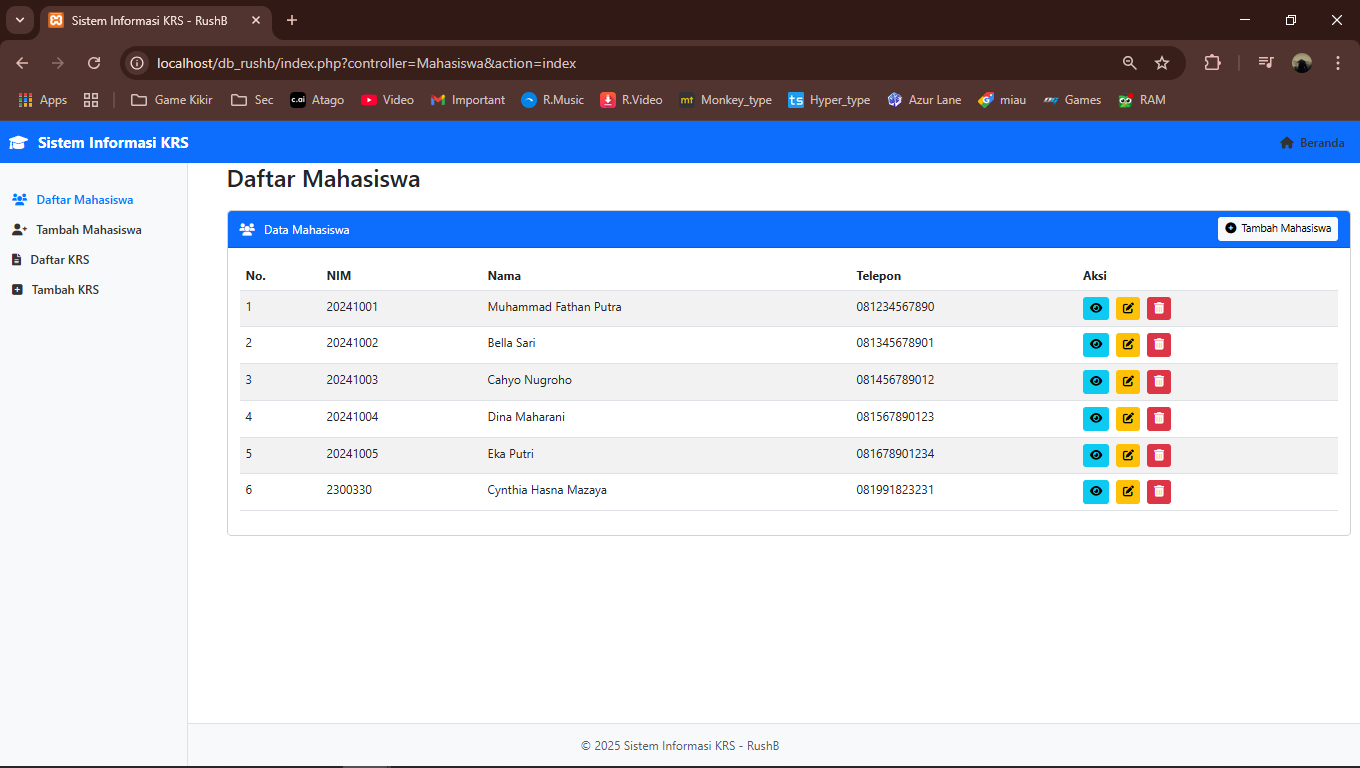 Sistem Informasi KRS - RushB
localhost/db_rushb/index.php?controller=Mahasiswa&action=index
Apps Game Kikir Sec c.ai Atago Video Important R.Music R.Video mt Monkey_type ts Hyper_type Azur Lane miau Games RAM
Sistem Informasi KRS Beranda
Daftar Mahasiswa
Tambah Mahasiswa
Daftar KRS
Tambah KRS
Daftar Mahasiswa
Data Mahasiswa Tambah Mahasiswa
No. NIM Nama Telepon Aksi
1 20241001 Muhammad Fathan Putra 081234567890
2 20241002 Bella Sari 081345678901
3 20241003 Cahyo Nugroho 081456789012
4 20241004 Dina Maharani 081567890123
5 20241005 Eka Putri 081678901234
6 2300330 Cynthia Hasna Mazaya 081991823231
© 2025 Sistem Informasi KRS - RushB